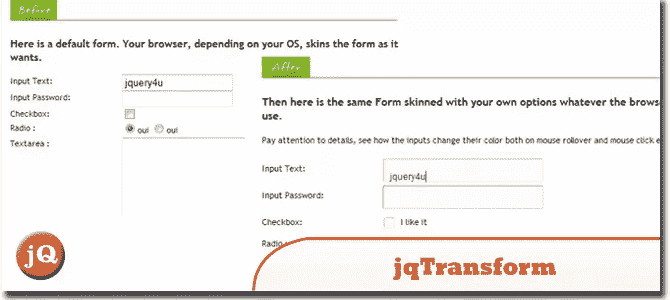 Before
Here is a default form. Your browser, depending on your OS, skins the form as it
wants.
Input Text:
jquery4u
Input Password:
Checkbox:
Radio :
oui
oui
Textarea :
After
Then here is the same Form skinned with your own options whatever the brows
use.
Pay attention to details, see how the inputs change their color both on mouse rollover and mouse click e
Input Text:
jquery4u
Input Password:
Checkbox:
I like it
Radio
jQ
jqTransform